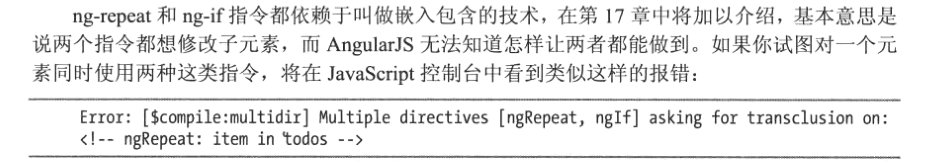 ng-repeat 和 ng-if 指令都依赖于叫做嵌入包含的技术，在第 17 章中将加以介绍，基本意思是
说两个指令都想修改子元素，而 AngularJS 无法知道怎样让两者都能做到。如果你试图对一个元
素同时使用两种这类指令，将在 JavaScript 控制台中看到类似这样的报错：
Error: [$compile:multidir] Multiple directives [ngRepeat, ngIf] asking for transclusion on:
<!-- ngRepeat: item in todos -->